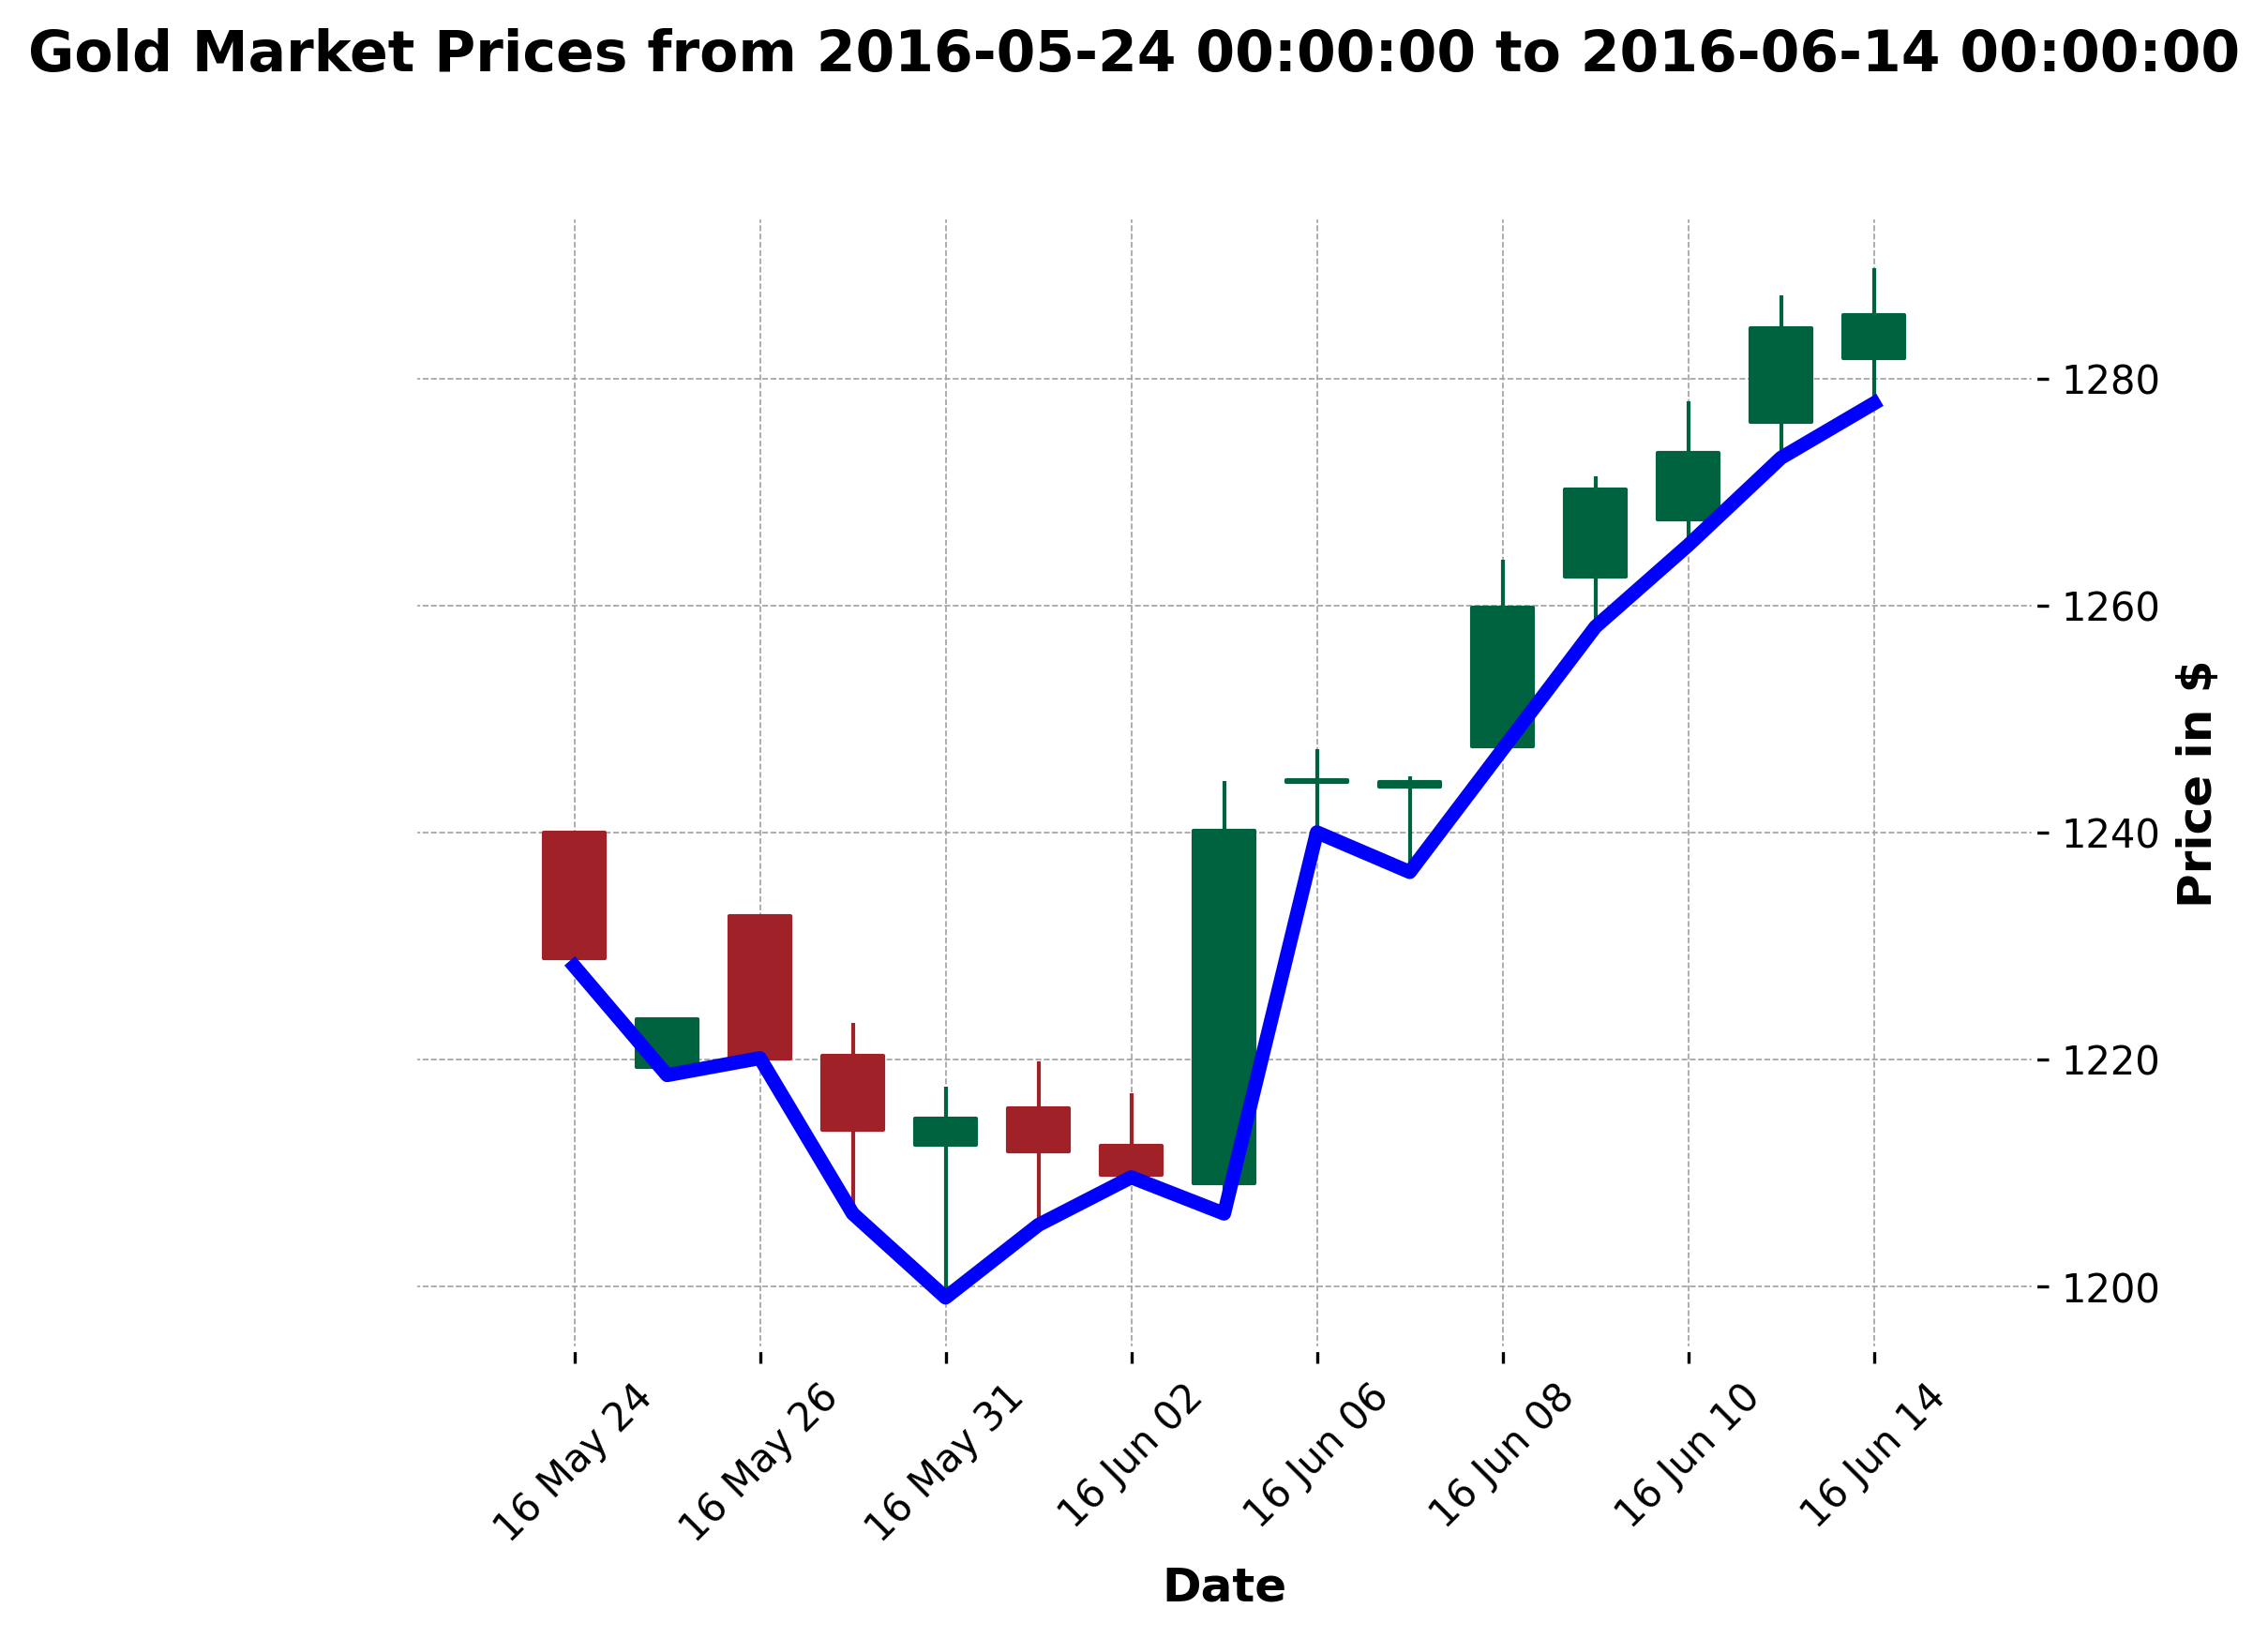 Gold Market Prices from 2016-05-24 00:00:00 to 2016-06-14 00:00:00
1280
1260
1240
1220
1200
Price in $
16 May 24
16 May 26
16 May 31
16 Jun 02
16 Jun 06
16 Jun 08
16 Jun 10
16 Jun 14
Date